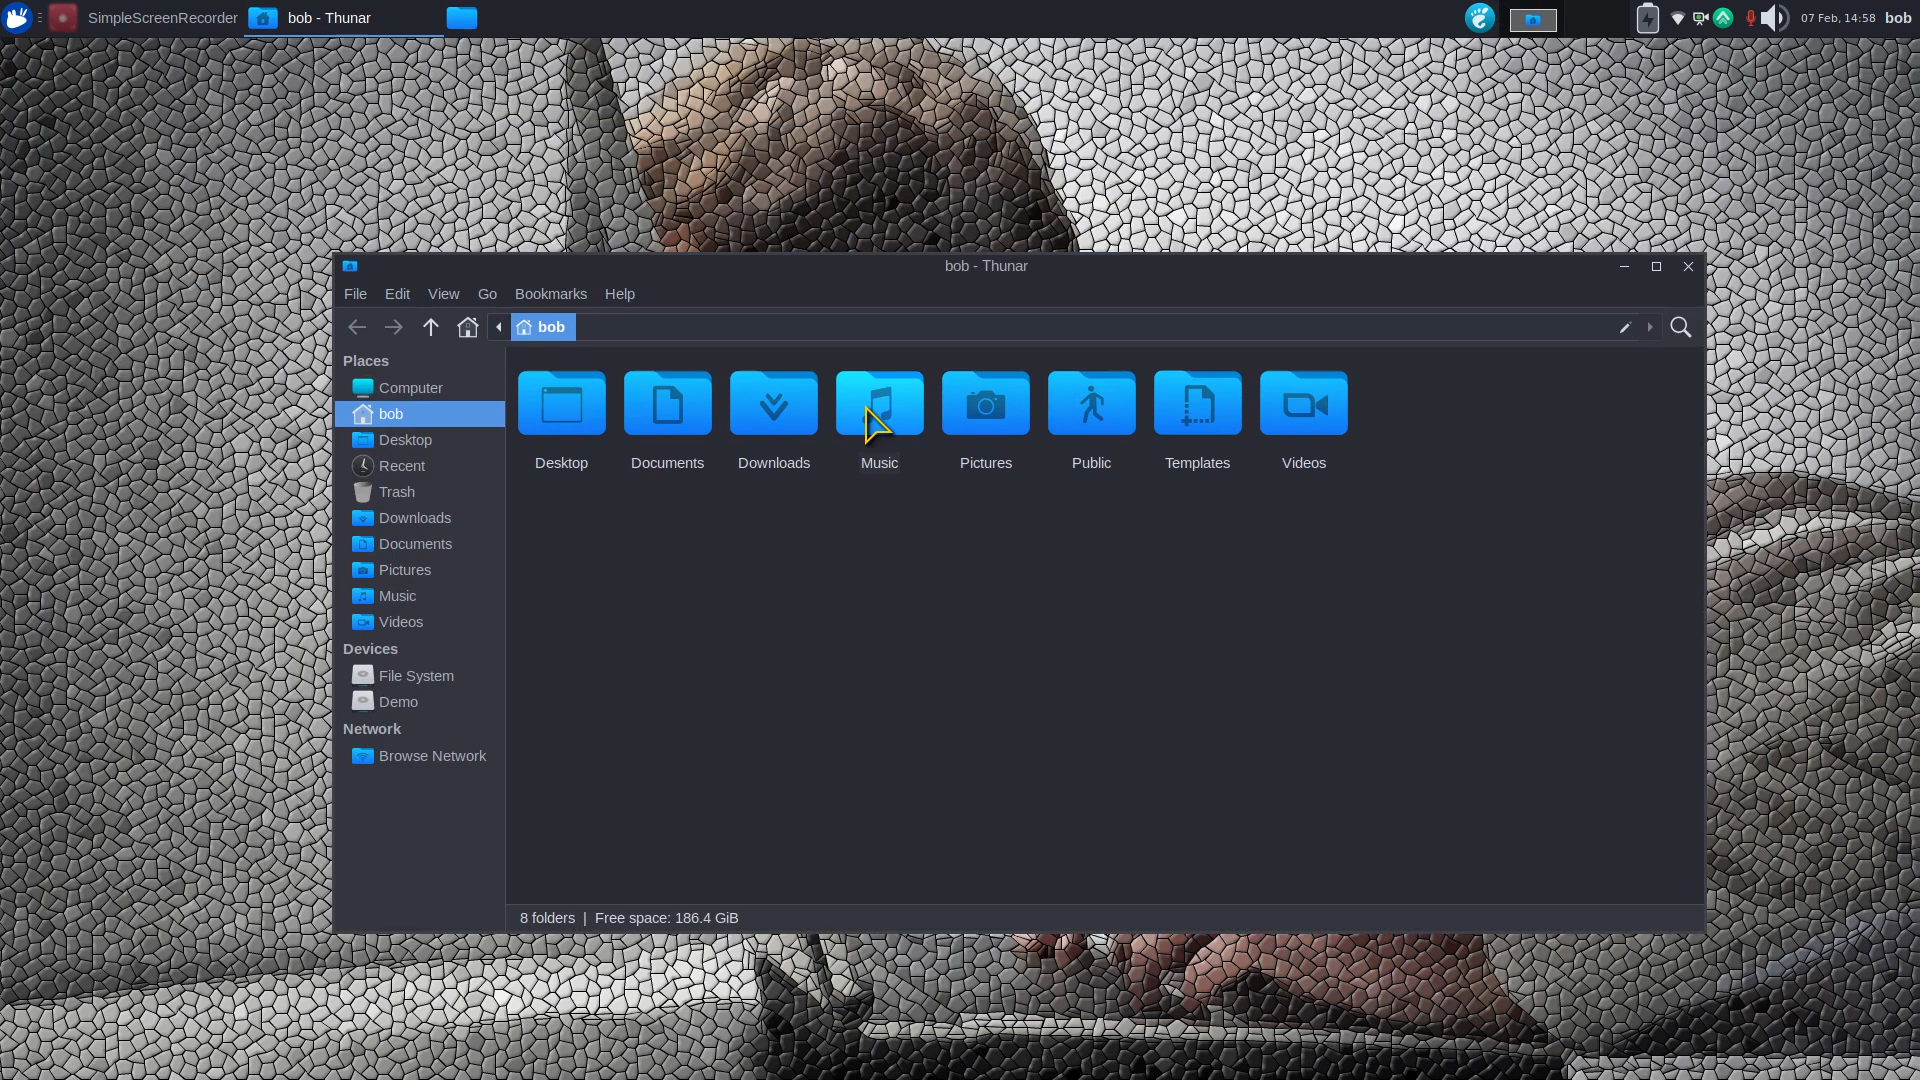 SimpleScreenRecorder
bob - Thunar
07 Feb, 14:58
bob
bob - Thunar
File Edit View Go Bookmarks Help
bob
Places
Computer
bob
Desktop
Recent
Trash
Downloads
Documents
Pictures
Music
Videos
Devices
File System
Demo
Network
Browse Network
Desktop Documents Downloads Music Pictures Public Templates Videos
8 folders | Free space: 186.4 GiB